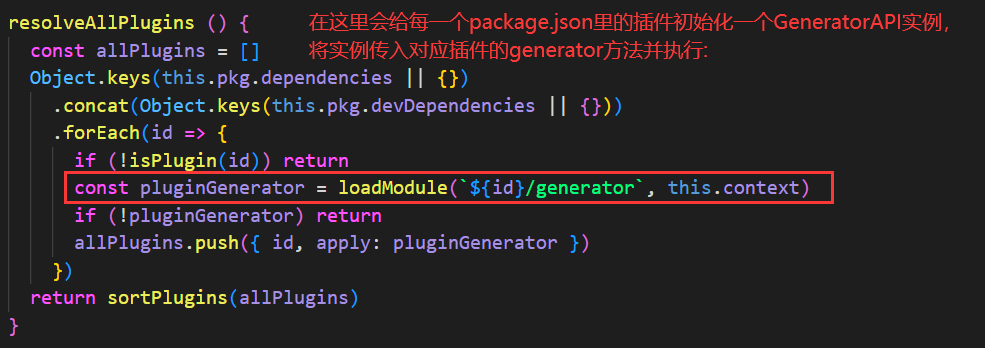 resolveAllPlugins () {
在这里会给每一个package.json里的插件初始化一个GeneratorAPI实例，
将实例传入对应插件的generator方法并执行:
const allPlugins = []
Object.keys(this.pkg.dependencies || {})
.concat(Object.keys(this.pkg.devDependencies || {}))
.forEach(id => {
if (!isPlugin(id)) return
const pluginGenerator = loadModule(`${id}/generator`, this.context)
if (!pluginGenerator) return
allPlugins.push({ id, apply: pluginGenerator })
})
return sortPlugins(allPlugins)
}